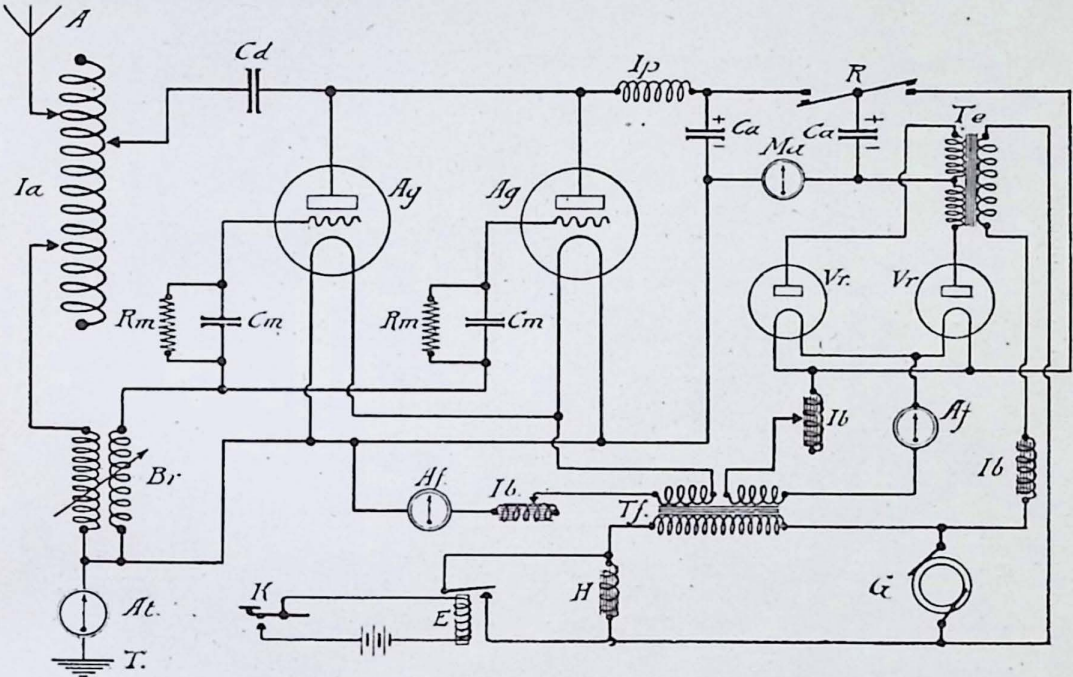 A
Cd
Ip
R
Ca
Ca
Te
Ma
Ia
Ag
Ag
Vr.
Vr
Rm
Cm
Rm
Cm
Br
Af.
Ib.
Tf.
Ib
Af
Ib
At.
K
E
H
G
T.